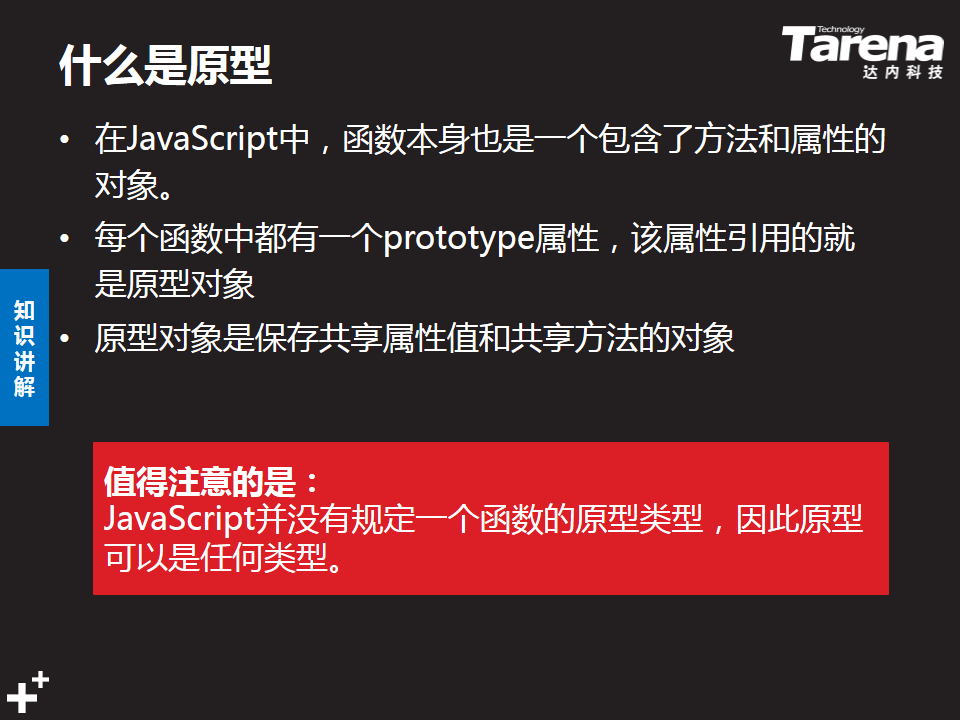 什么是原型
Technology
Tarena
达内科技
• 在JavaScript中，函数本身也是一个包含了方法和属性的
对象。
• 每个函数中都有一个prototype属性，该属性引用的就
是原型对象
• 原型对象是保存共享属性值和共享方法的对象
知识讲解
值得注意的是：
JavaScript并没有规定一个函数的原型类型，因此原型
可以是任何类型。